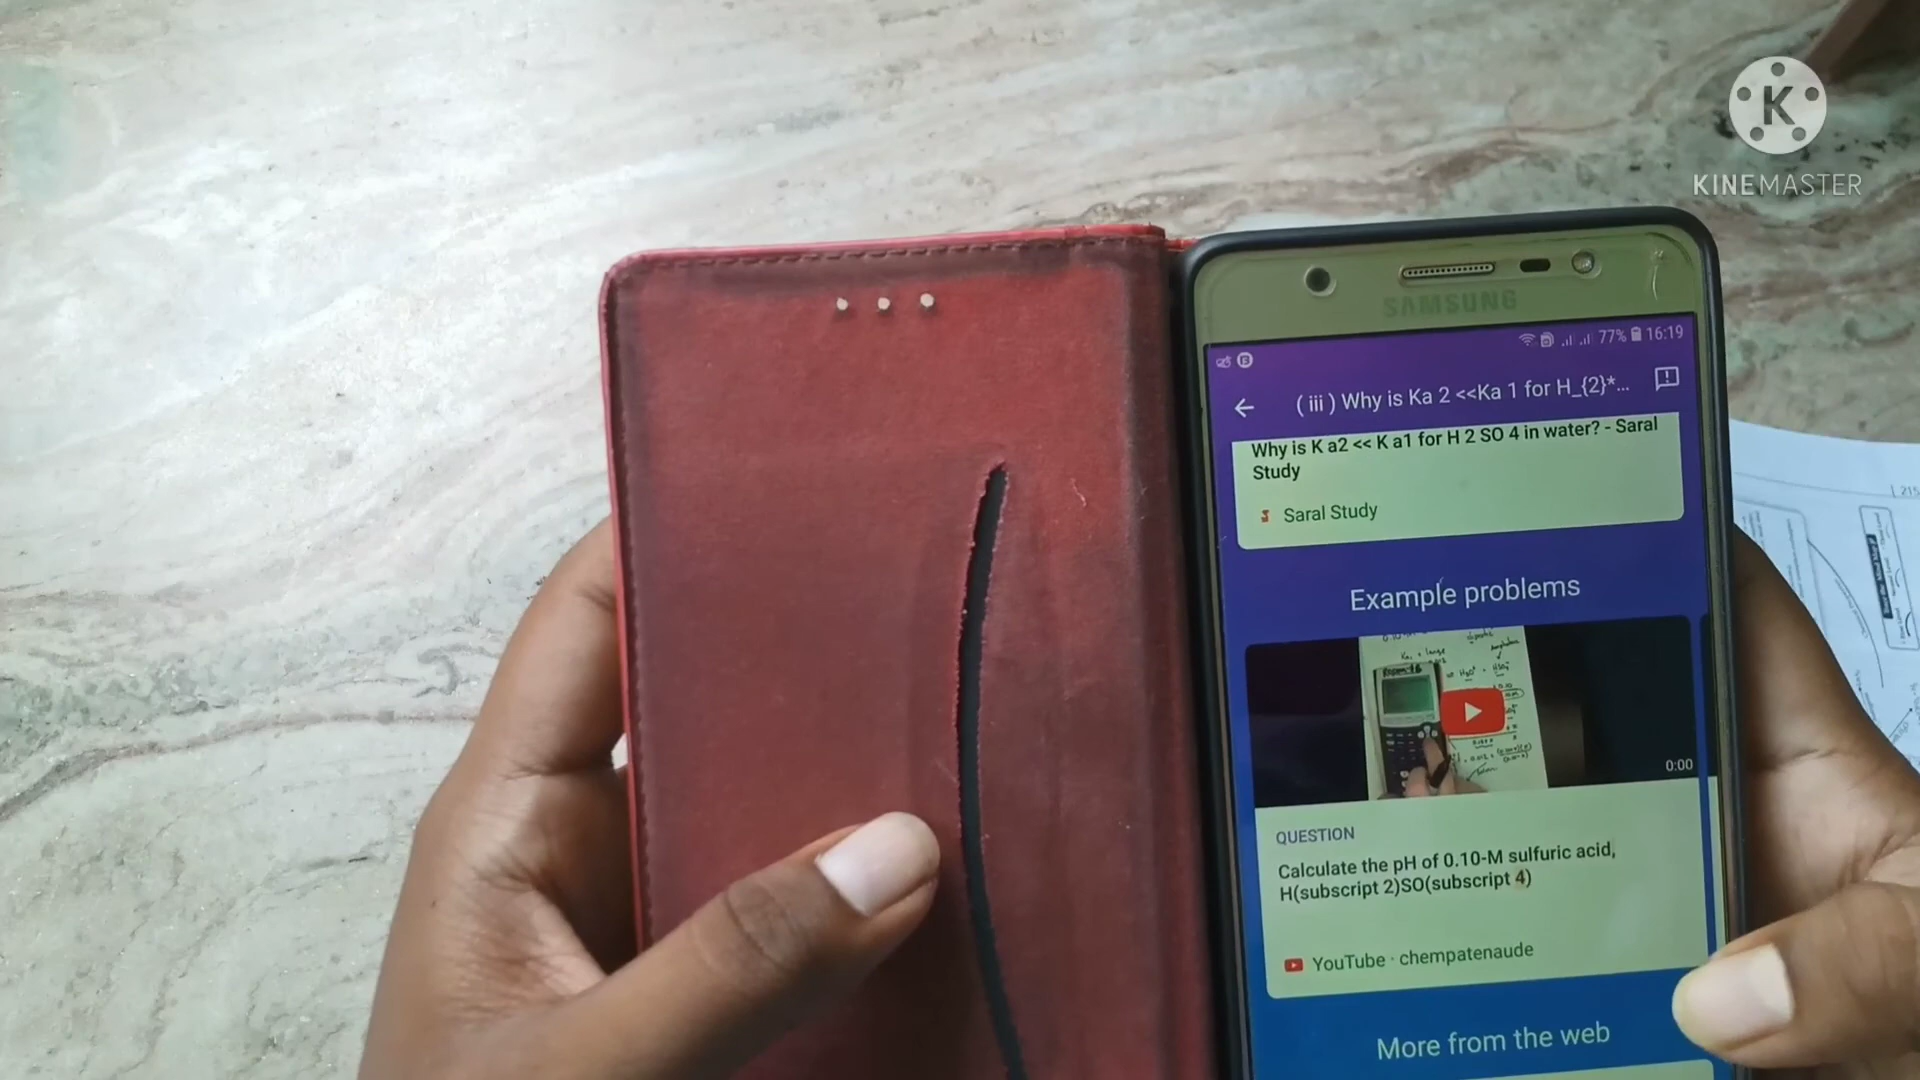 KINEMASTER
SAMSUNG
77% 16:19
( iii ) Why is Ka 2 <<Ka 1 for H_{2}*...
Why is K a2 << K a1 for H 2 SO 4 in water? - Saral
Study
Saral Study
Example problems
0:00
QUESTION
Calculate the pH of 0.10-M sulfuric acid,
H(subscript 2)SO(subscript 4)
YouTube · chempatenaude
More from the web